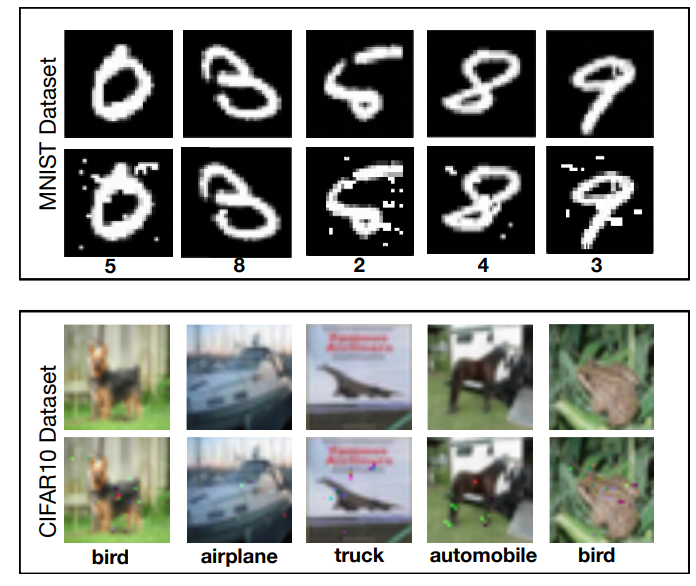 MNIST Dataset
5 8 2 4 3
CIFAR10 Dataset
bird airplane truck automobile bird